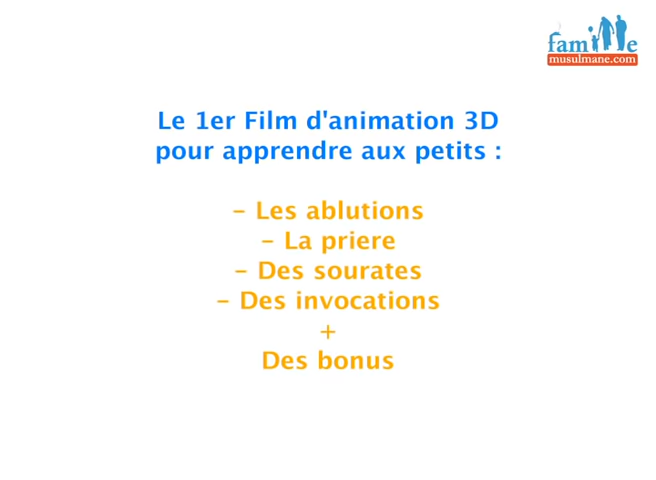 famille
musulmane.com
Le 1er Film d'animation 3D
pour apprendre aux petits :
- Les ablutions
- La priere
- Des sourates
- Des invocations
+
Des bonus